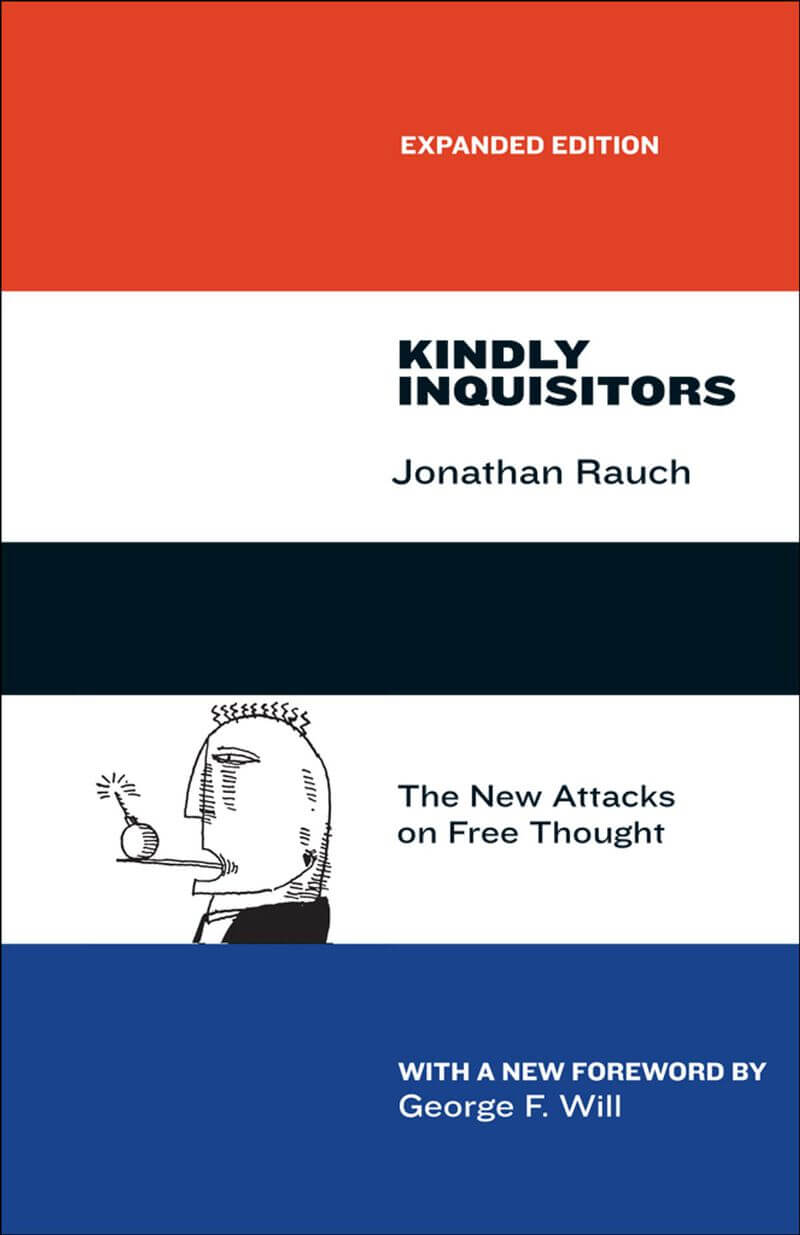 EXPANDED EDITION
KINDLY
INQUISITORS
Jonathan Rauch
The New Attacks
on Free Thought
WITH A NEW FOREWORD BY
George F. Will